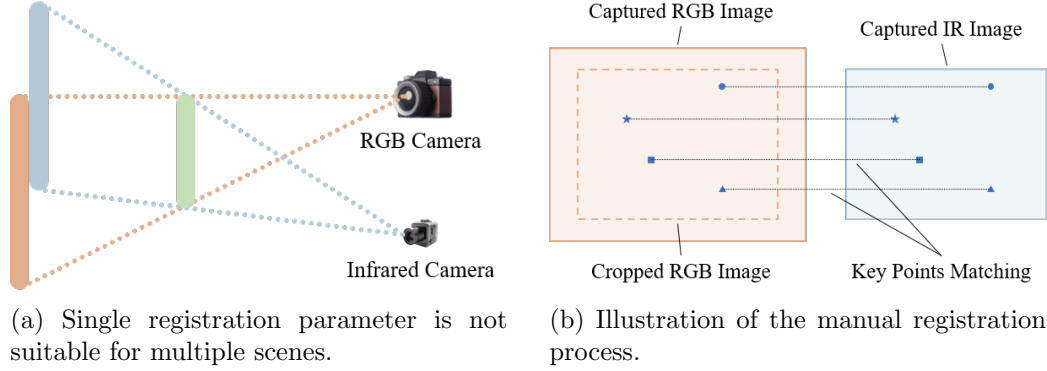 RGB Camera
Infrared Camera
(a) Single registration parameter is not
suitable for multiple scenes.
Captured RGB Image
Captured IR Image
Cropped RGB Image
Key Points Matching
(b) Illustration of the manual registration
process.